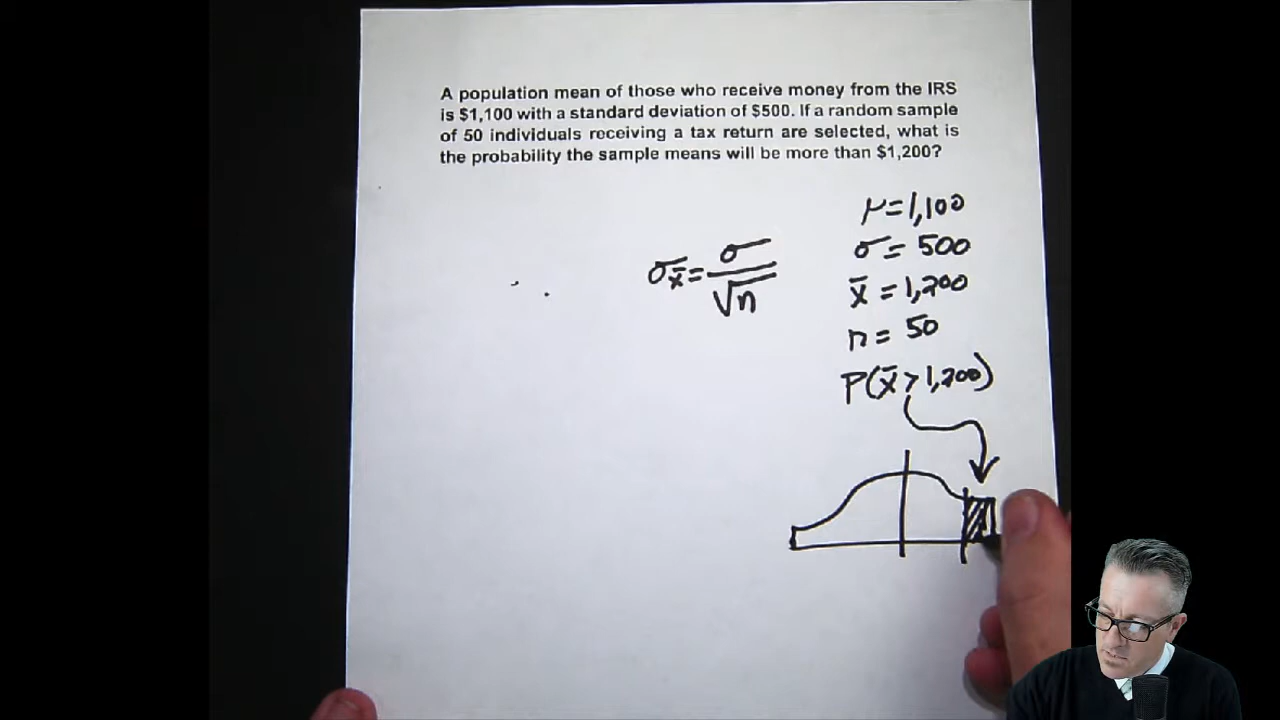 A population mean of those who receive money from the IRS
is $1,100 with a standard deviation of $500. If a random sample
of 50 individuals receiving a tax return are selected, what is
the probability the sample means will be more than $1,200?
μ=1,100
σ= 500
σx̄=σ/√n
x̄ = 1,200
n = 50
P(x̄>1,200)